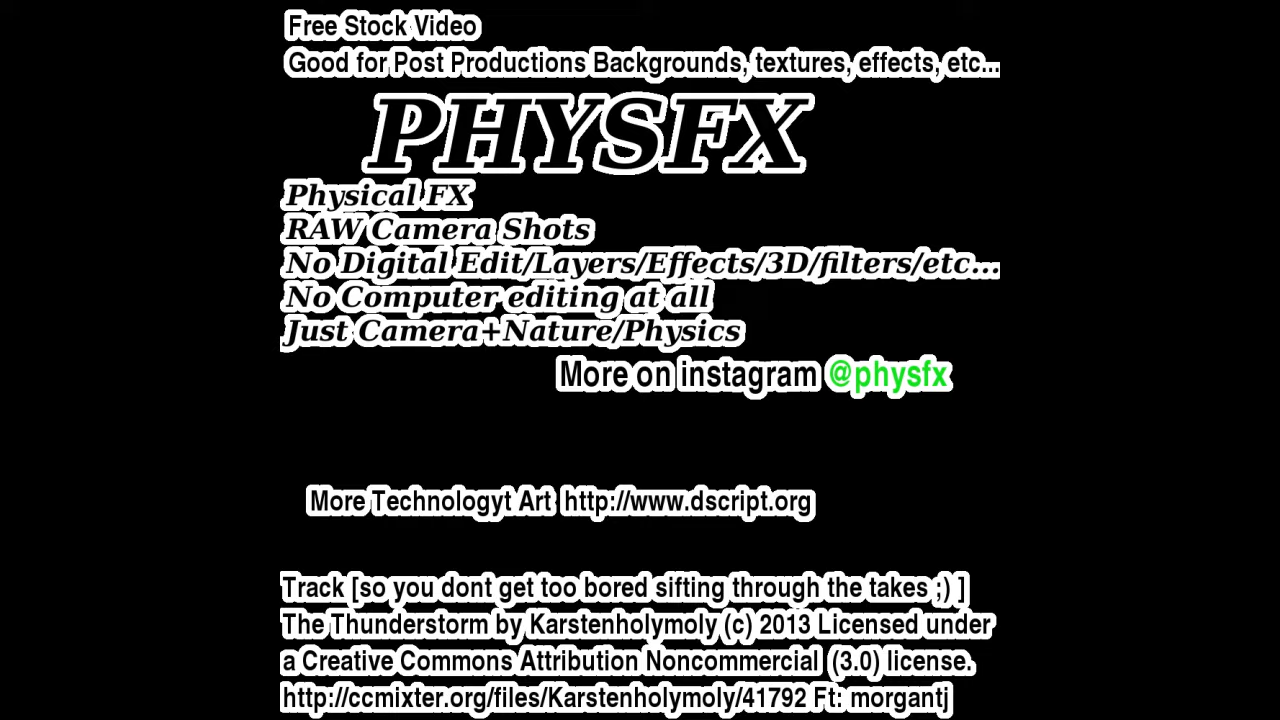 Free Stock Video
Good for Post Productions Backgrounds, textures, effects, etc...
PHYSFX
Physical FX
RAW Camera Shots
No Digital Edit/Layers/Effects/3D/filters/etc...
No Computer editing at all
Just Camera+Nature/Physics
More on instagram @physfx
More Technologyt Art http://www.dscript.org
Track [so you dont get too bored sifting through the takes ;) ]
The Thunderstorm by Karstenholymoly (c) 2013 Licensed under
a Creative Commons Attribution Noncommercial (3.0) license.
http://ccmixter.org/files/Karstenholymoly/41792 Ft: morgantj